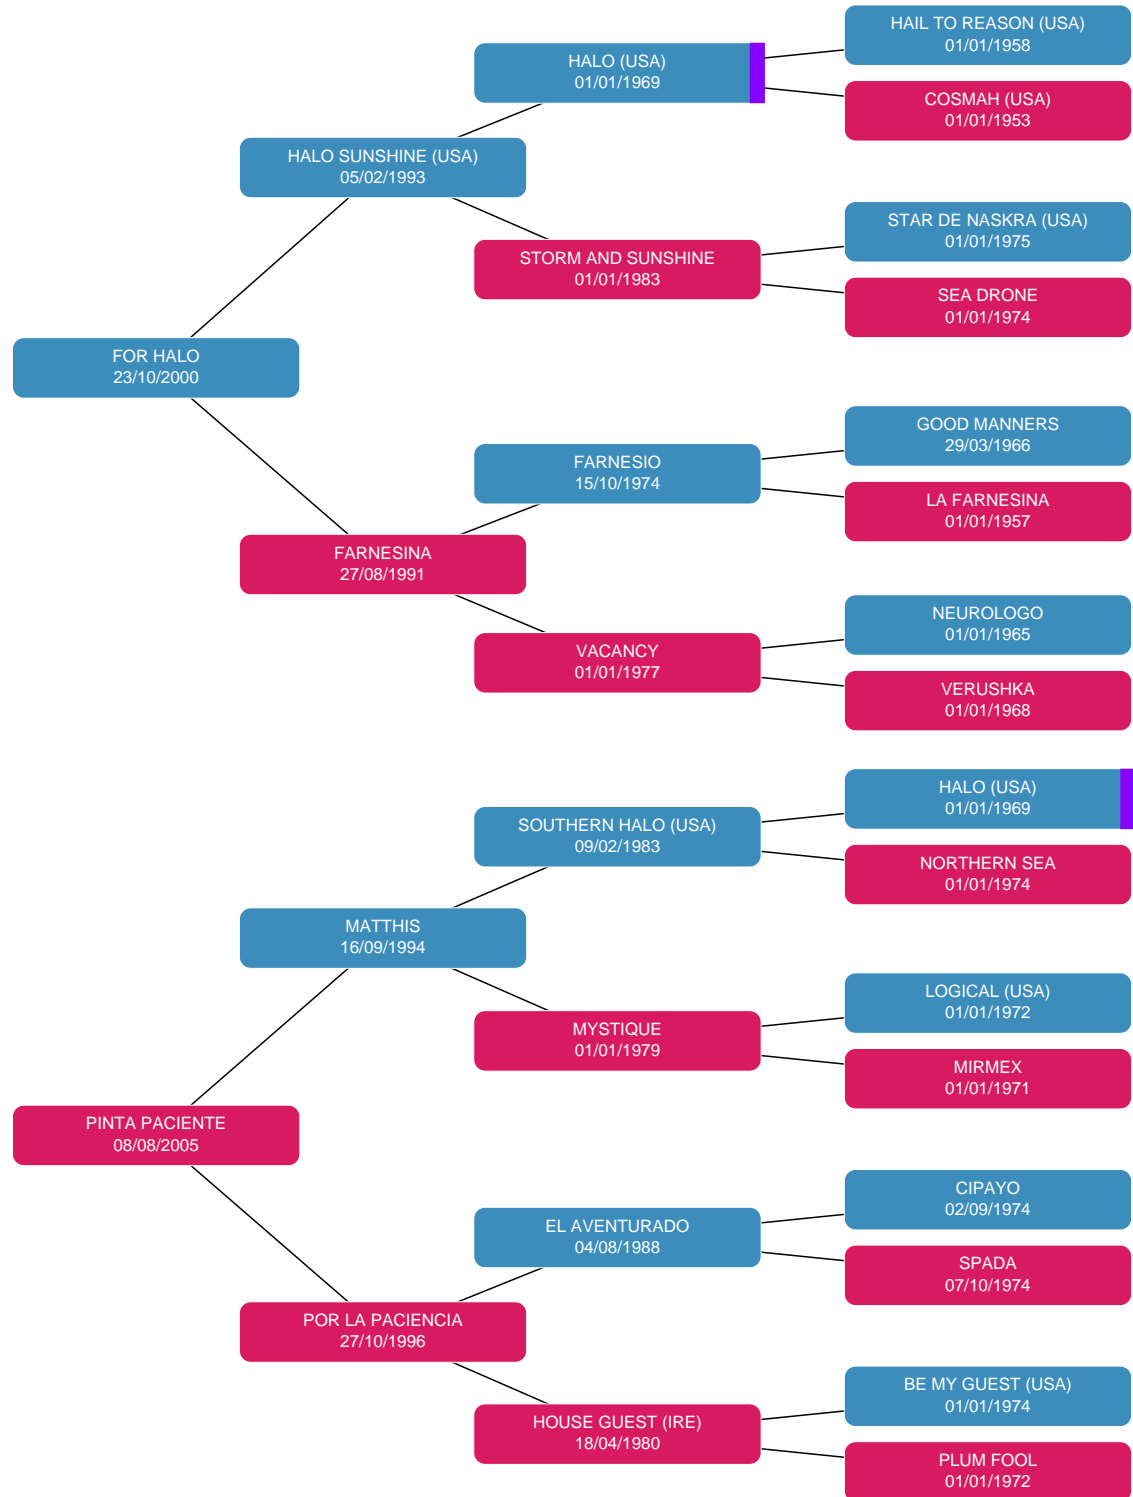 HAIL TO REASON (USA)
01/01/1958
HALO (USA)
01/01/1969
COSMAH (USA)
01/01/1953
HALO SUNSHINE (USA)
05/02/1993
STAR DE NASKRA (USA)
01/01/1975
STORM AND SUNSHINE
01/01/1983
SEA DRONE
01/01/1974
FOR HALO
23/10/2000
GOOD MANNERS
29/03/1966
FARNESIO
15/10/1974
LA FARNESINA
01/01/1957
FARNESINA
27/08/1991
NEUROLOGO
01/01/1965
VACANCY
01/01/1977
VERUSHKA
01/01/1968
HALO (USA)
01/01/1969
SOUTHERN HALO (USA)
09/02/1983
NORTHERN SEA
01/01/1974
MATTHIS
16/09/1994
LOGICAL (USA)
01/01/1972
MYSTIQUE
01/01/1979
MIRMEX
01/01/1971
PINTA PACIENTE
08/08/2005
CIPAYO
02/09/1974
EL AVENTURADO
04/08/1988
SPADA
07/10/1974
POR LA PACIENCIA
27/10/1996
BE MY GUEST (USA)
01/01/1974
HOUSE GUEST (IRE)
18/04/1980
PLUM FOOL
01/01/1972